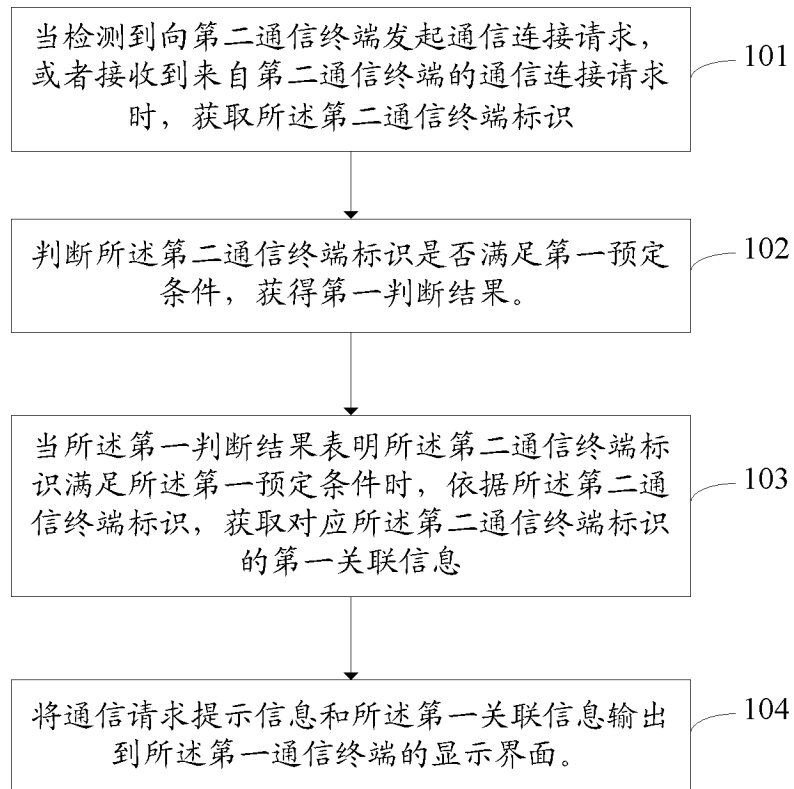 当检测到向第二通信终端发起通信连接请求，
或者接收到来自第二通信终端的通信连接请求
时，获取所述第二通信终端标识
101
判断所述第二通信终端标识是否满足第一预定
条件，获得第一判断结果。
102
当所述第一判断结果表明所述第二通信终端标
识满足所述第一预定条件时，依据所述第二通
信终端标识，获取对应所述第二通信终端标识
的第一关联信息
103
将通信请求提示信息和所述第一关联信息输出
到所述第一通信终端的显示界面。
104